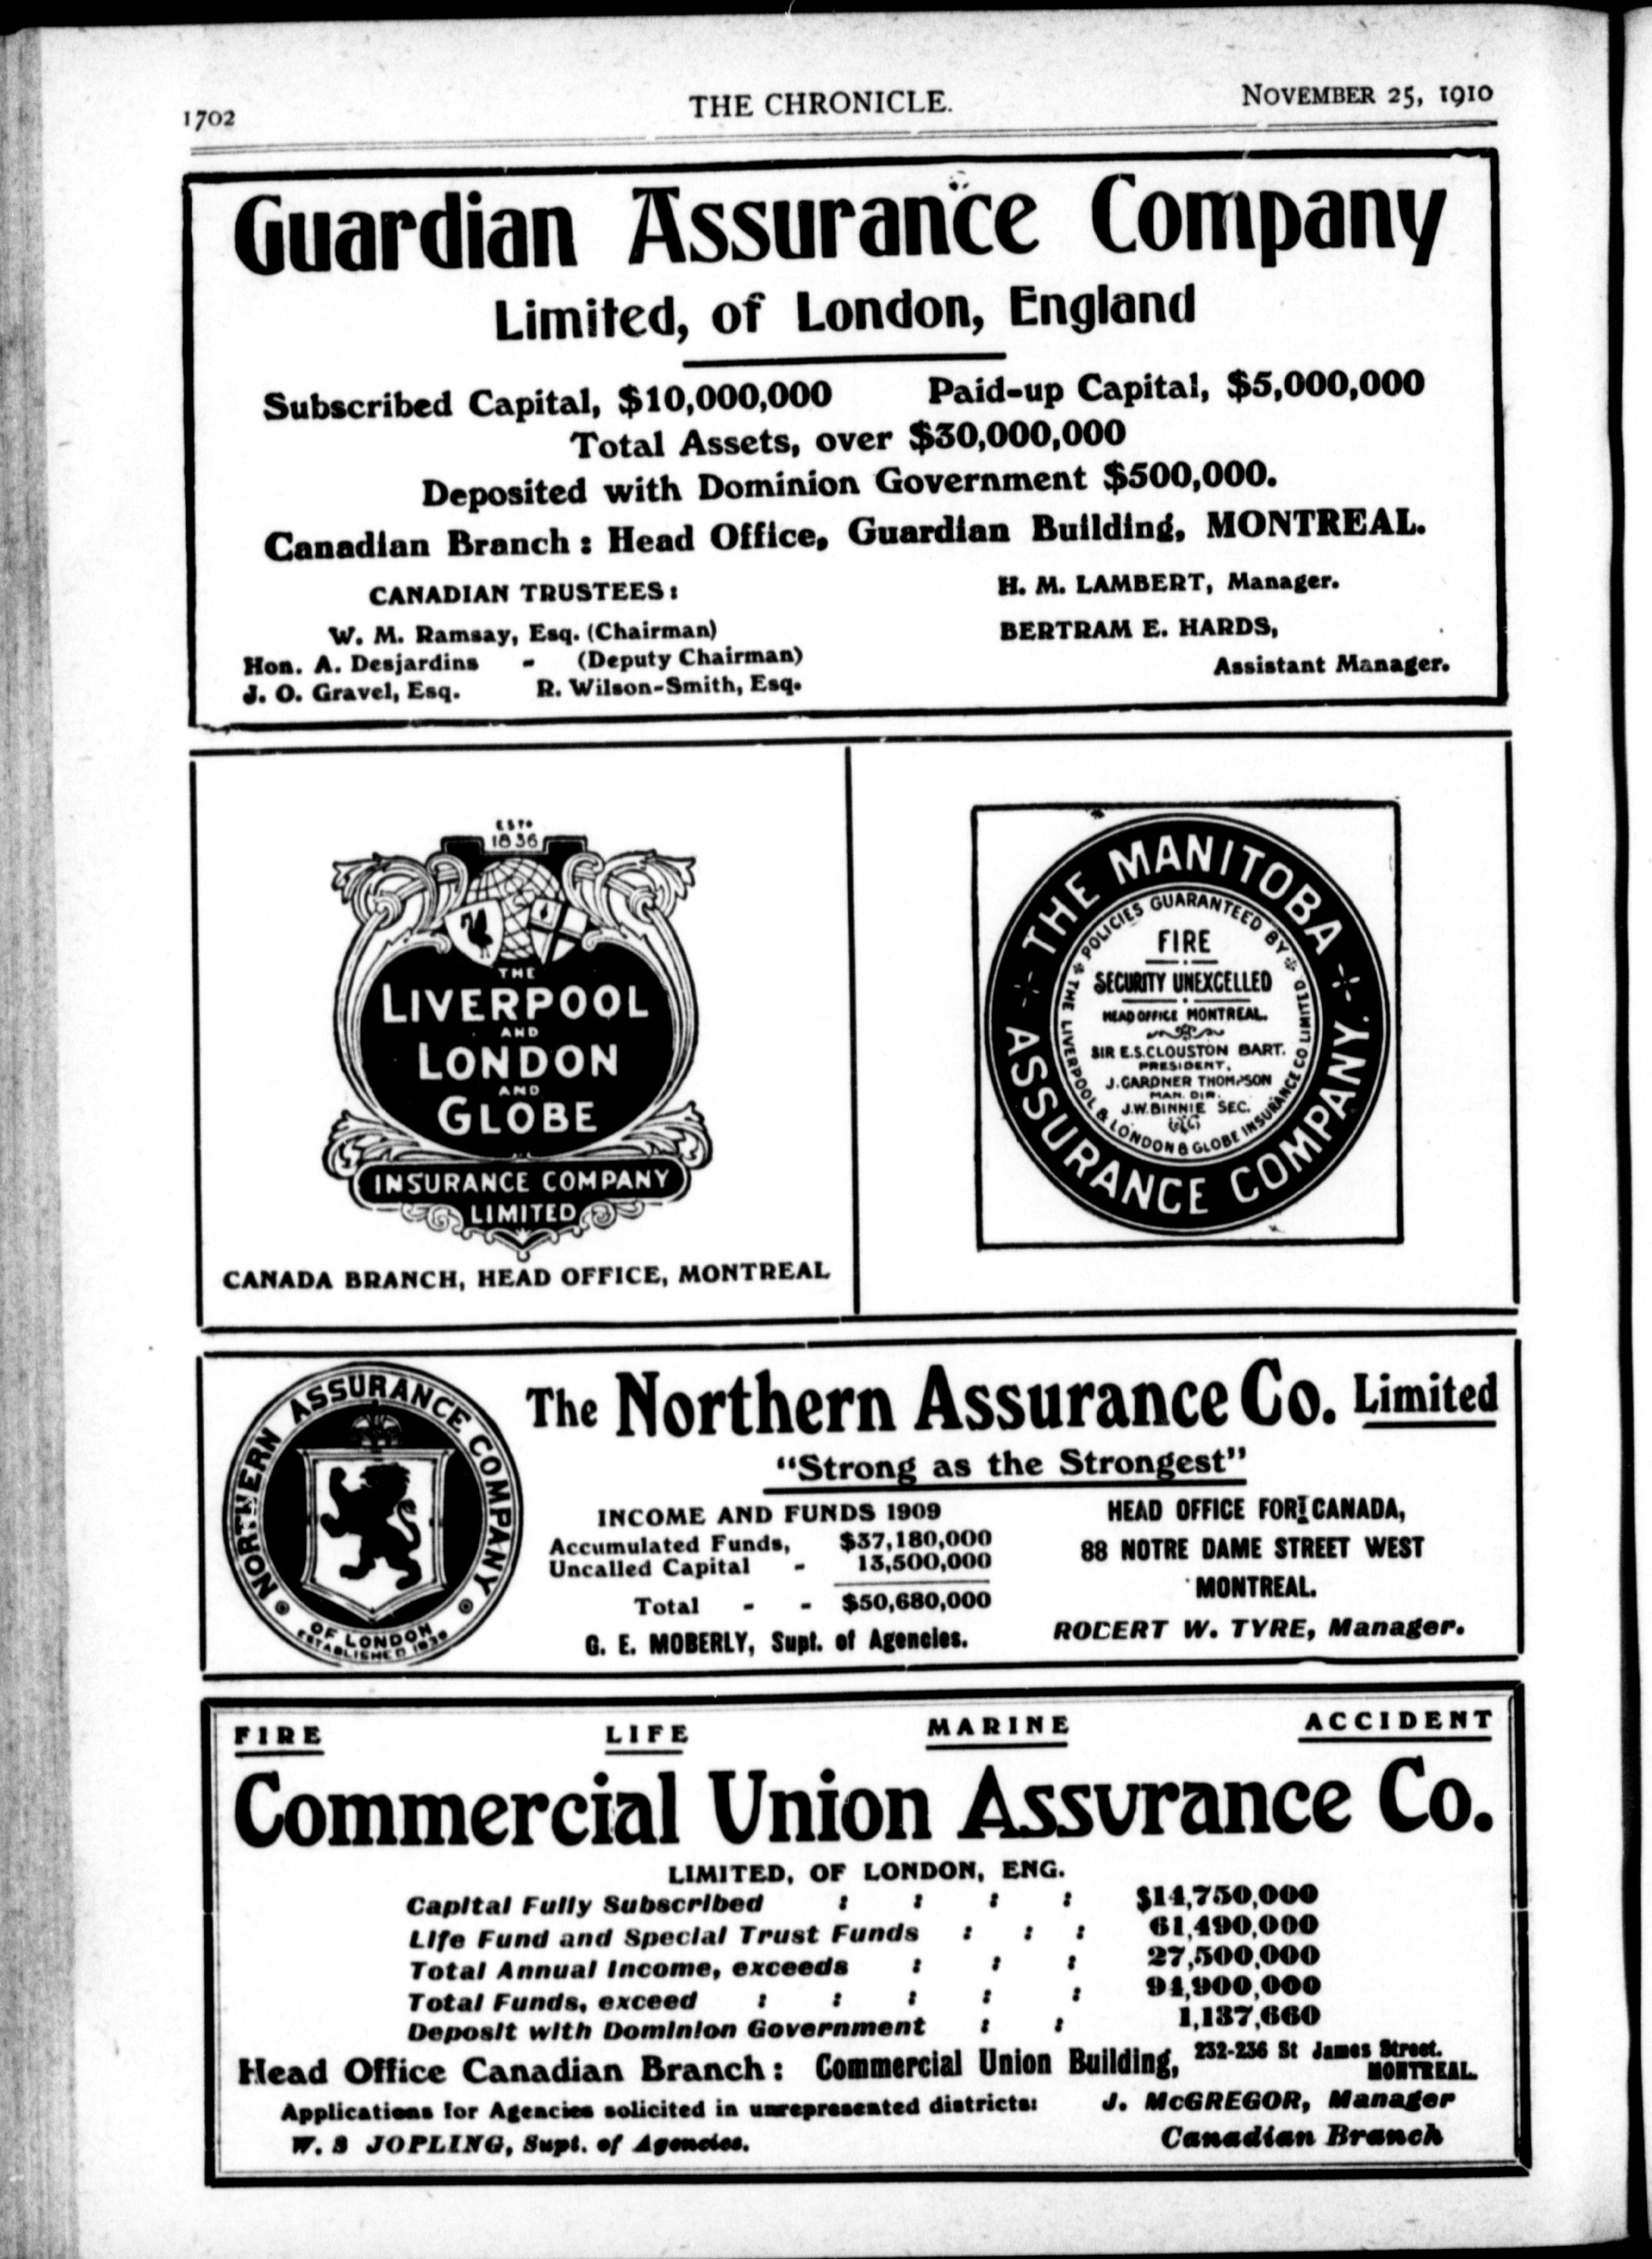 1702
THE CHRONICLE.
NOVEMBER 25, 1910
Guardian Assurance Company
Limited, of London, England
Subscribed Capital, $10,000,000 Paid-up Capital, $5,000,000
Total Assets, over $30,000,000
Deposited with Dominion Government $500,000.
Canadian Branch: Head Office, Guardian Building, MONTREAL.
CANADIAN TRUSTEES:
W. M. Ramsay, Esq. (Chairman)
Hon. A. Desjardins - (Deputy Chairman)
J. O. Gravel, Esq. R. Wilson-Smith, Esq.
H. M. LAMBERT, Manager.
BERTRAM E. HARDS,
Assistant Manager.
ESTD
1836
THE
LIVERPOOL
AND
LONDON
AND
GLOBE
INSURANCE COMPANY
LIMITED
CANADA BRANCH, HEAD OFFICE, MONTREAL
THE MANITOBA
ASSURANCE COMPANY.
POLICIES GUARANTEED BY
THE LIVERPOOL & LONDON & GLOBE INSURANCE CO LIMITED
FIRE
SECURITY UNEXCELLED
HEAD OFFICE MONTREAL.
SIR E.S.CLOUSTON BART.
PRESIDENT,
J.GARDNER THOMPSON
MAN. DIR.
J.W.BINNIE SEC.
NORTHERN ASSURANCE COMPANY
OF LONDON
ESTABLISHED 1836
The Northern Assurance Co. Limited
"Strong as the Strongest"
INCOME AND FUNDS 1909
Accumulated Funds, $37,180,000
Uncalled Capital - 13,500,000
Total - - $50,680,000
G. E. MOBERLY, Supt. of Agencies.
HEAD OFFICE FOR CANADA,
88 NOTRE DAME STREET WEST
MONTREAL.
ROBERT W. TYRE, Manager.
FIRE LIFE MARINE ACCIDENT
Commercial Union Assurance Co.
LIMITED, OF LONDON, ENG.
Capital Fully Subscribed : : : : $14,750,000
Life Fund and Special Trust Funds : : : 61,490,000
Total Annual Income, exceeds : : : 27,500,000
Total Funds, exceed : : : : : 94,900,000
Deposit with Dominion Government : : 1,137,660
Head Office Canadian Branch: Commercial Union Building, 232-236 St James Street.
MONTREAL.
Applications for Agencies solicited in unrepresented districts:
W. S JOPLING, Supt. of Agencies.
J. McGREGOR, Manager
Canadian Branch